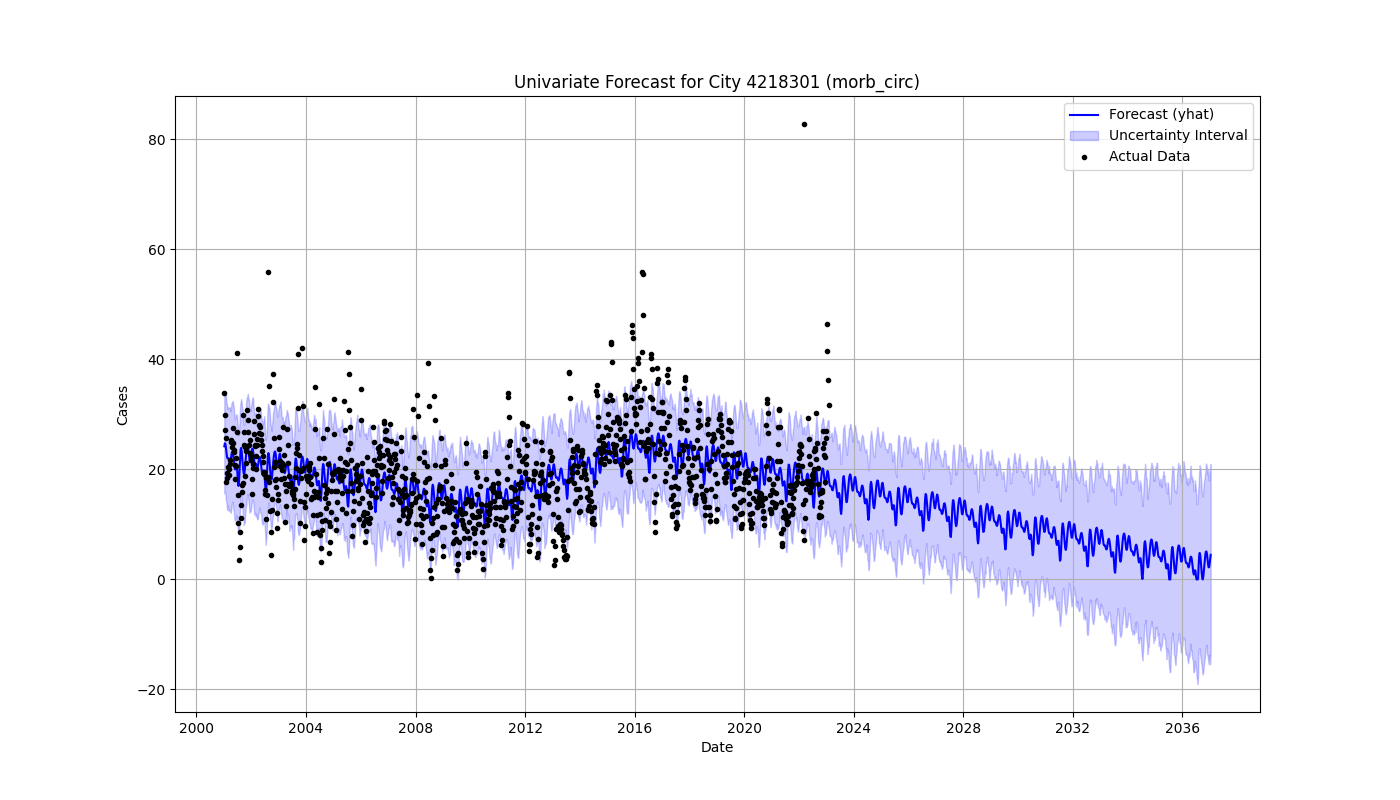 Univariate Forecast for City 4218301 (morb_circ)
Forecast (yhat)
Uncertainty Interval
Actual Data
Cases
80
60
40
20
0
−20
2000 2004 2008 2012 2016 2020 2024 2028 2032 2036
Date